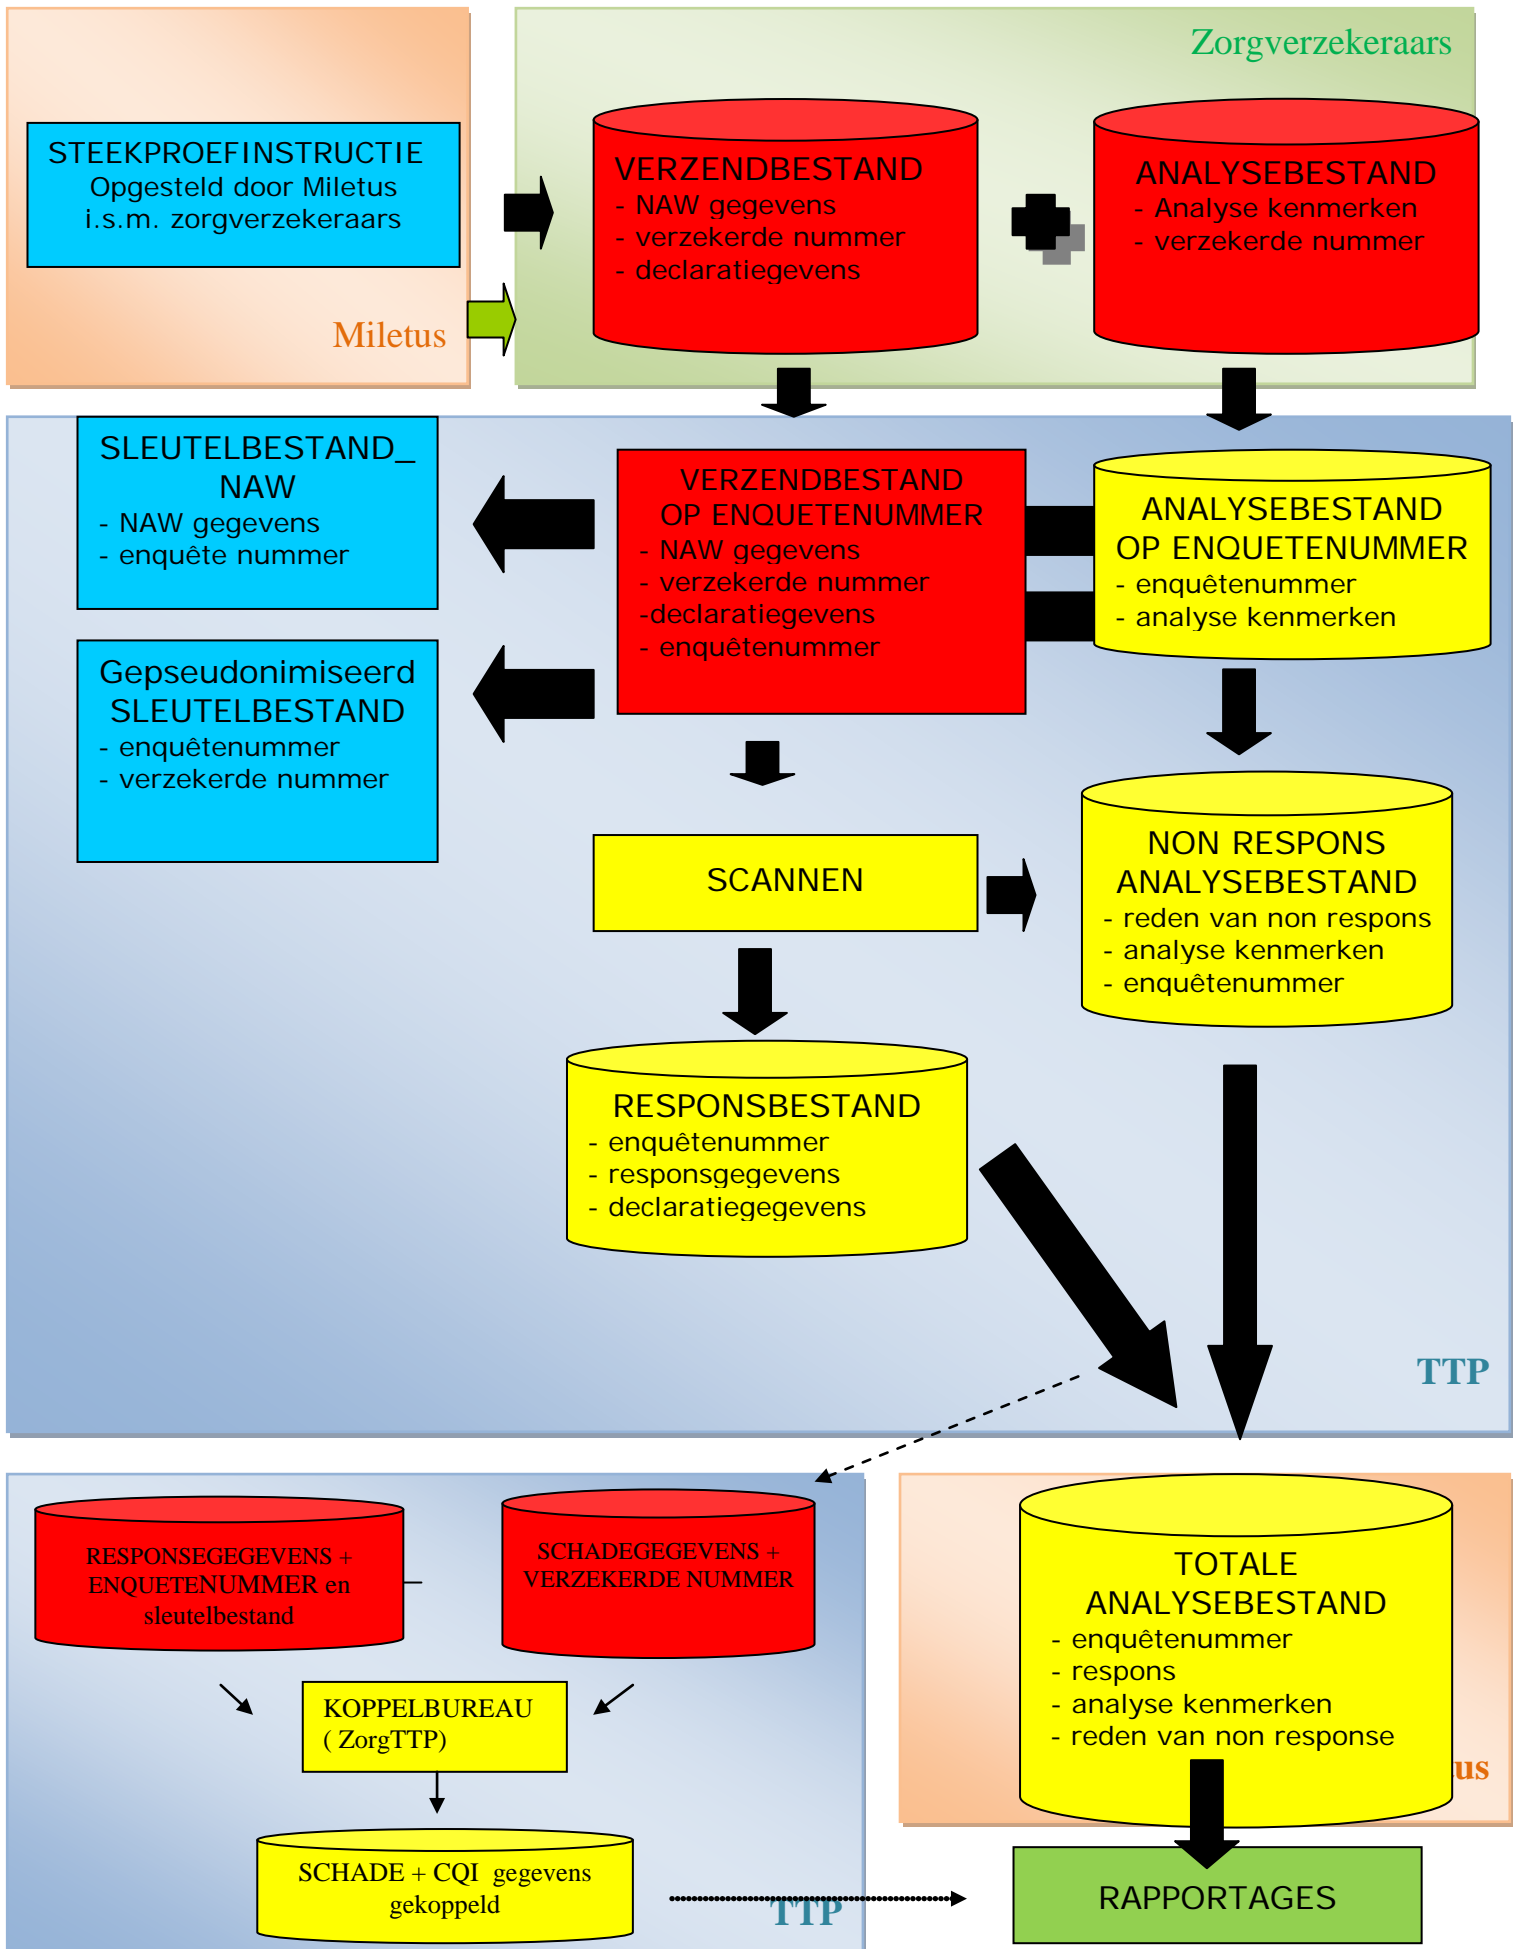 Zorgverzekeraars
STEEKPROEFINSTRUCTIE
Opgesteld door Miletus
i.s.m. zorgverzekeraars
Miletus
VERZENDBESTAND
- NAW gegevens
- verzekerde nummer
- declaratiegevens
ANALYSEBESTAND
- Analyse kenmerken
- verzekerde nummer
SLEUTELBESTAND_
NAW
- NAW gegevens
- enquête nummer
VERZENDBESTAND
OP ENQUETENUMMER
- NAW gegevens
- verzekerde nummer
-declaratiegevens
- enquêtenummer
ANALYSEBESTAND
OP ENQUETENUMMER
- enquêtenummer
- analyse kenmerken
Gepseudonimiseerd
SLEUTELBESTAND
- enquêtenummer
- verzekerde nummer
SCANNEN
NON RESPONS
ANALYSEBESTAND
- reden van non respons
- analyse kenmerken
- enquêtenummer
RESPONSBESTAND
- enquêtenummer
- responsgegevens
- declaratiegegevens
TTP
RESPONSEGEGEVENS +
ENQUETENUMMER en
sleutelbestand
SCHADEGEGEVENS +
VERZEKERDE NUMMER
KOPPELBUREAU
( ZorgTTP)
SCHADE + CQI gegevens
gekoppeld
TTP
TOTALE
ANALYSEBESTAND
- enquêtenummer
- respons
- analyse kenmerken
- reden van non response
tus
RAPPORTAGES